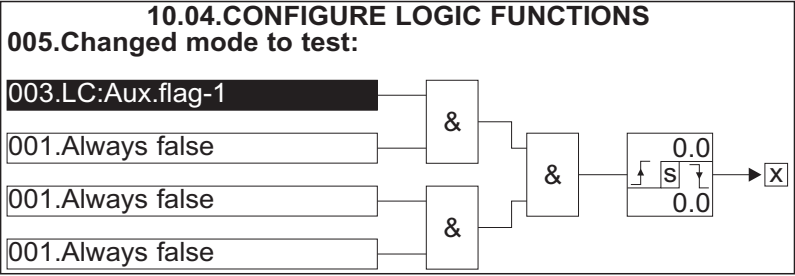 10.04.CONFIGURE LOGIC FUNCTIONS
005.Changed mode to test:
003.LC:Aux.flag-1
&
001.Always false
& 0.0
S X
0.0
001.Always false
&
001.Always false